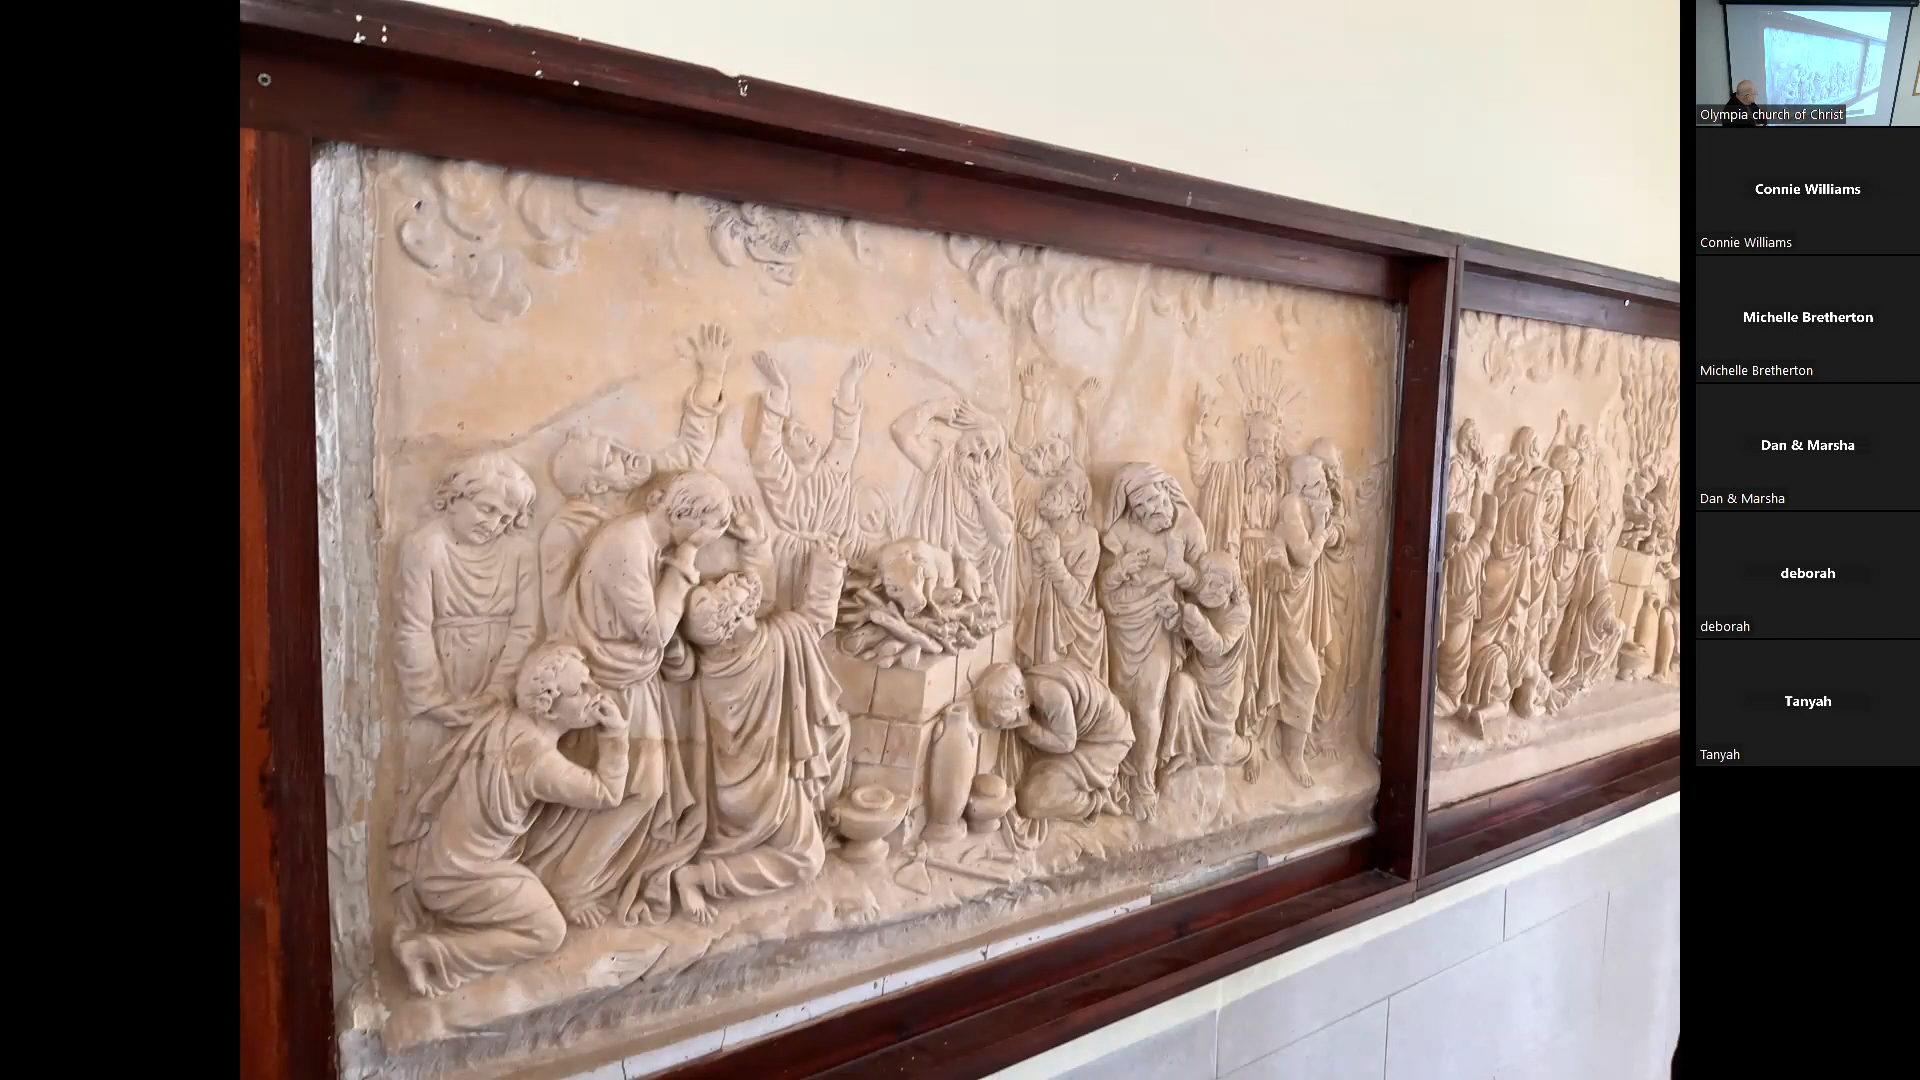 Olympia church of Christ
Connie Williams
Connie Williams
Michelle Bretherton
Michelle Bretherton
Dan & Marsha
Dan & Marsha
deborah
deborah
Tanyah
Tanyah